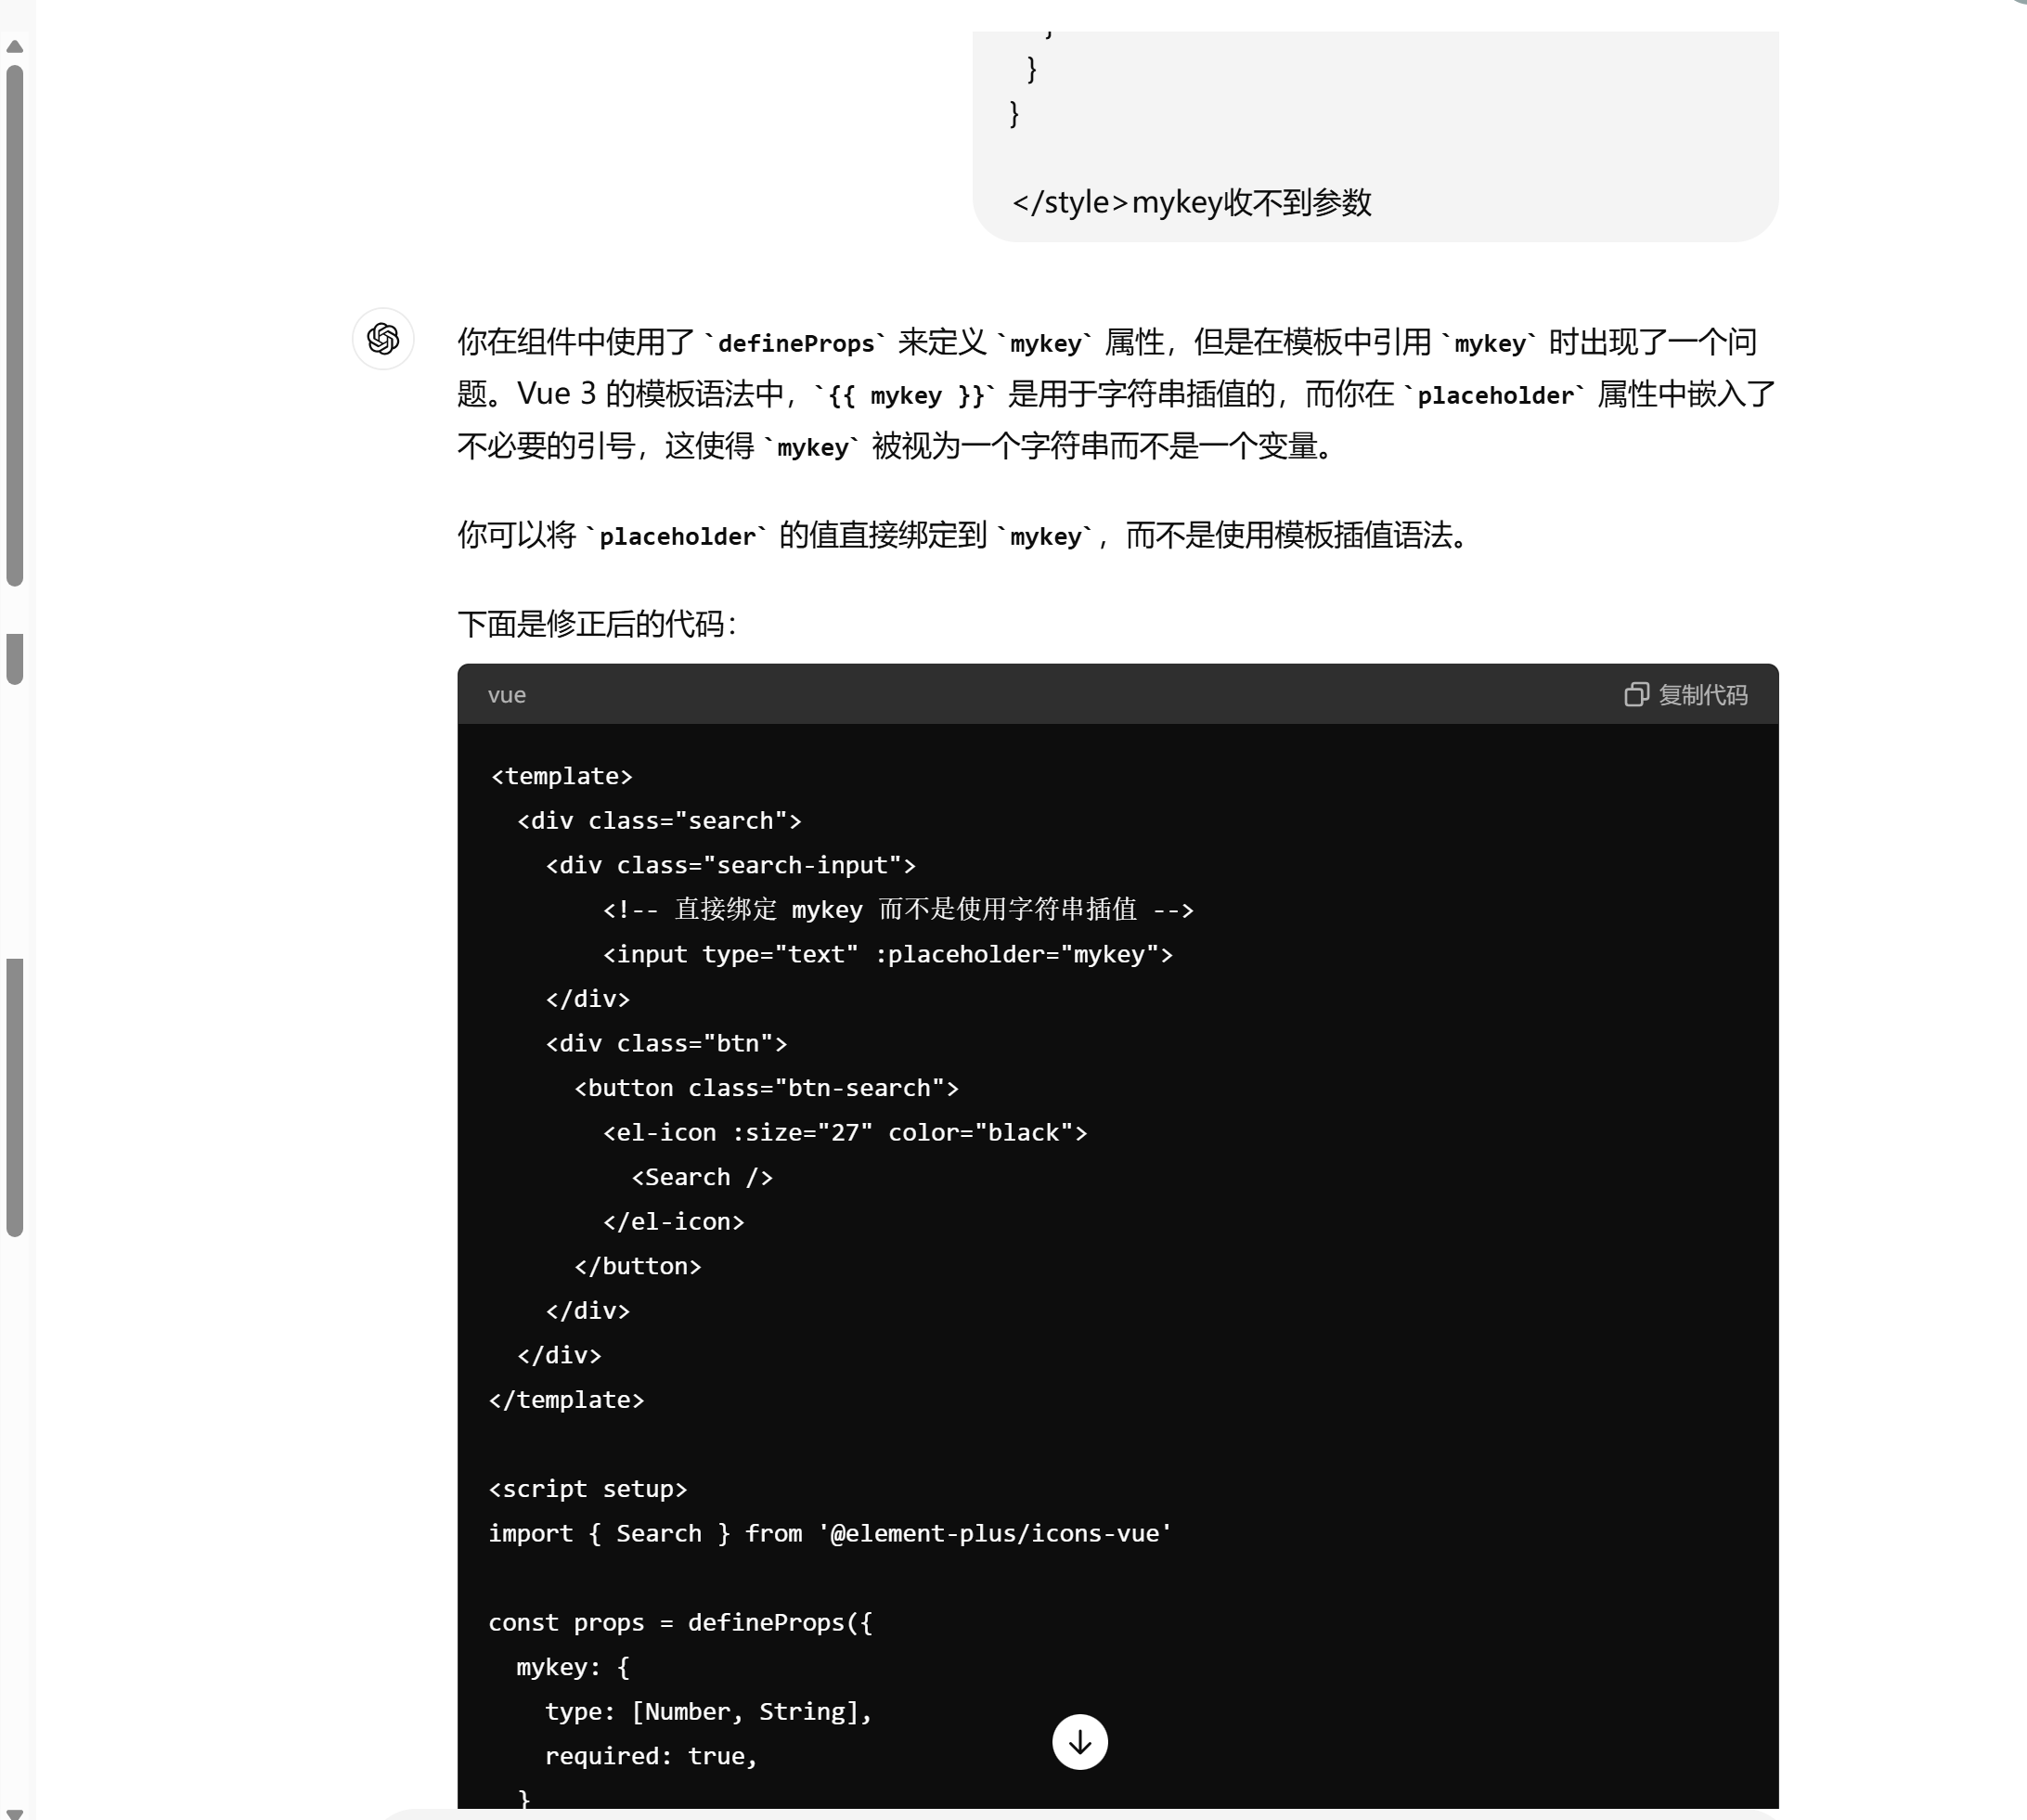 }
}
}
</style>mykey收不到参数
你在组件中使用了 `defineProps` 来定义 `mykey` 属性，但是在模板中引用 `mykey` 时出现了一个问
题。Vue 3 的模板语法中，`{{ mykey }}` 是用于字符串插值的，而你在 `placeholder` 属性中嵌入了
不必要的引号，这使得 `mykey` 被视为一个字符串而不是一个变量。
你可以将 `placeholder` 的值直接绑定到 `mykey`，而不是使用模板插值语法。
下面是修正后的代码：
vue 复制代码
<template>
  <div class="search">
    <div class="search-input">
        <!-- 直接绑定 mykey 而不是使用字符串插值 -->
        <input type="text" :placeholder="mykey">
    </div>
    <div class="btn">
      <button class="btn-search">
        <el-icon :size="27" color="black">
          <Search />
        </el-icon>
      </button>
    </div>
  </div>
</template>
<script setup>
import { Search } from '@element-plus/icons-vue'
const props = defineProps({
  mykey: {
    type: [Number, String],
    required: true,
  }